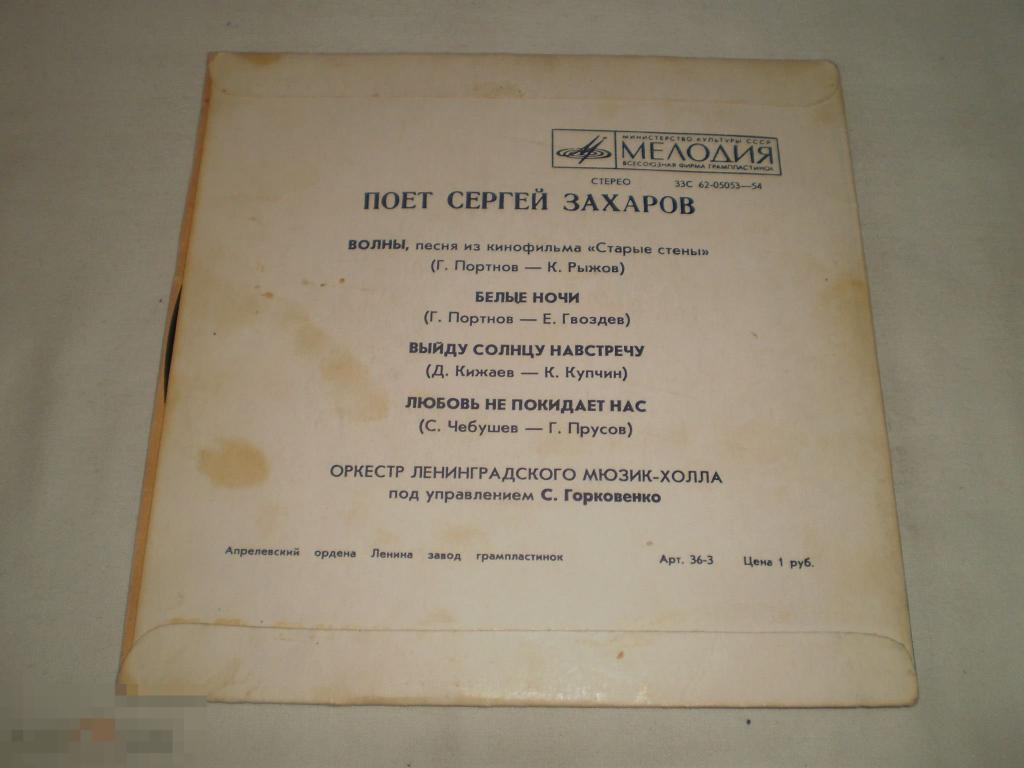 МИНИСТЕРСТВО КУЛЬТУРЫ СССР
МЕЛОДИЯ
ВСЕСОЮЗНАЯ ФИРМА ГРАМПЛАСТИНОК
СТЕРЕО 33С 62-05053—54
ПОЕТ СЕРГЕЙ ЗАХАРОВ
ВОЛНЫ, песня из кинофильма «Старые стены»
(Г. Портнов — К. Рыжов)
БЕЛЫЕ НОЧИ
(Г. Портнов — Е. Гвоздев)
ВЫЙДУ СОЛНЦУ НАВСТРЕЧУ
(Д. Кижаев — К. Купчин)
ЛЮБОВЬ НЕ ПОКИДАЕТ НАС
(С. Чебушев — Г. Прусов)
ОРКЕСТР ЛЕНИНГРАДСКОГО МЮЗИК-ХОЛЛА
под управлением С. Горковенко
Апрелевский ордена Ленина завод грампластинок Арт. 36-3 Цена 1 руб.